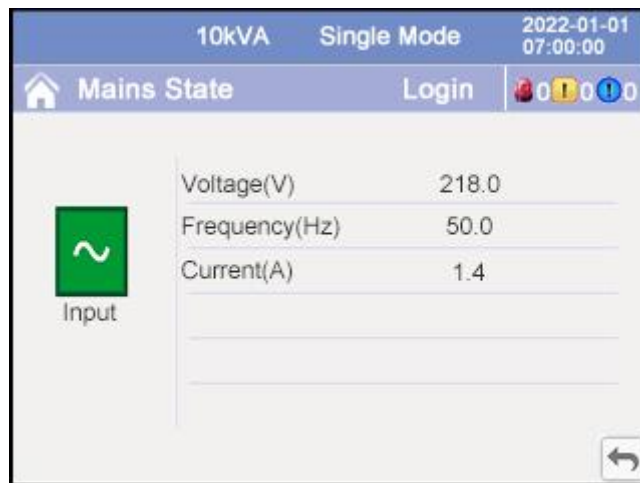 10kVA Single Mode 2022-01-01
07:00:00
Mains State Login 0 ! 0 ! 0
Voltage(V) 218.0
Frequency(Hz) 50.0
Current(A) 1.4
Input